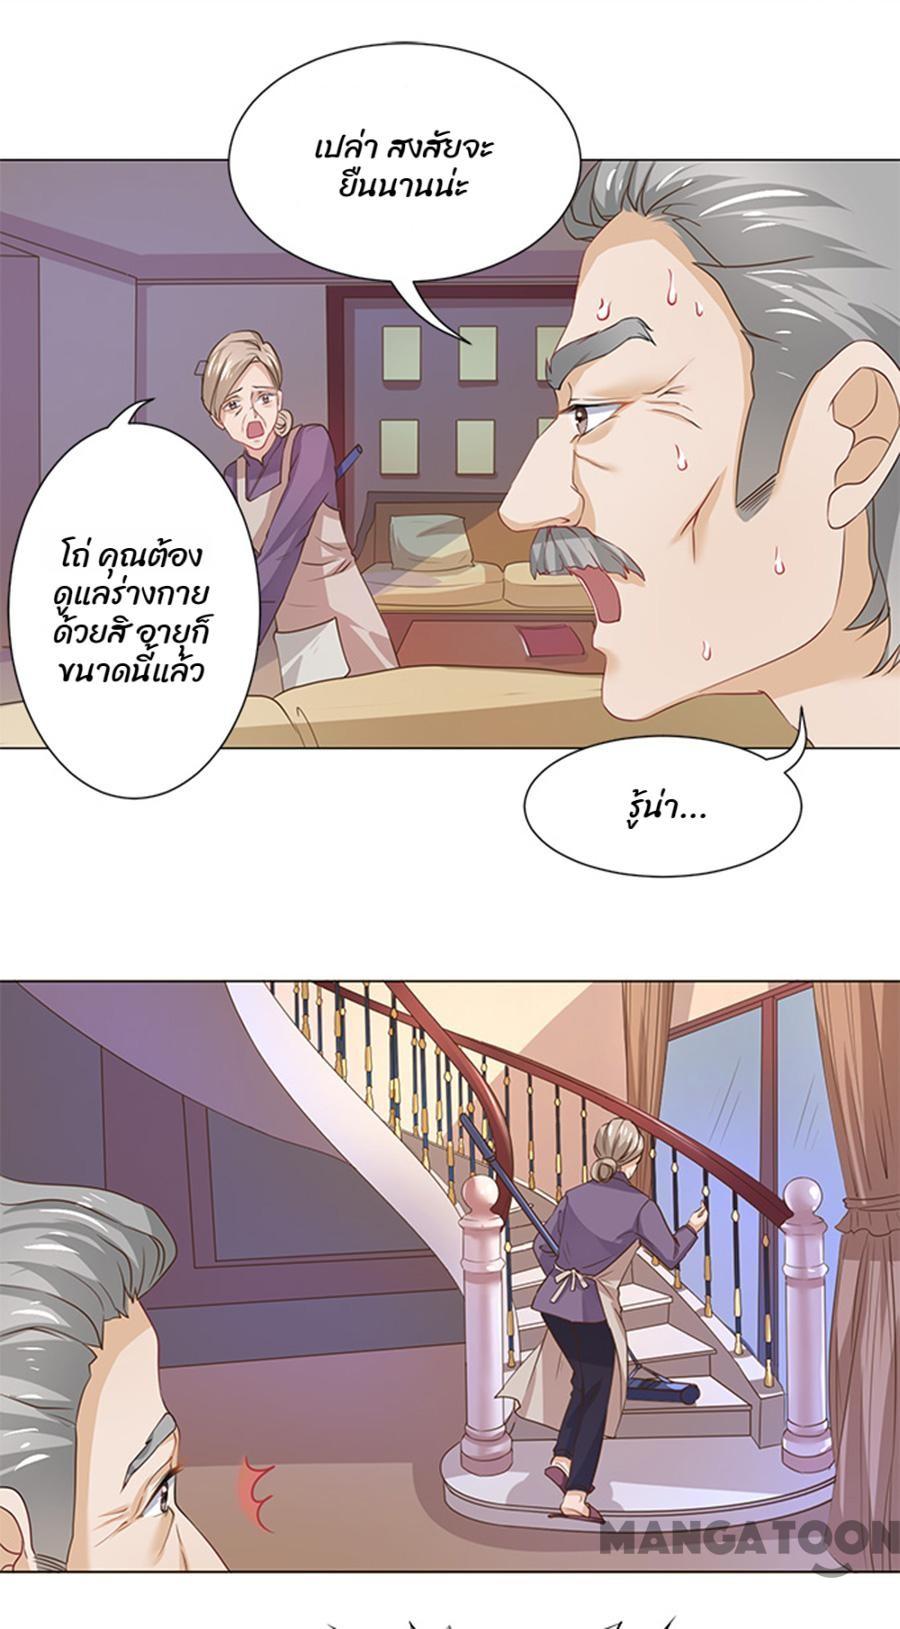 เปล่า สงสัยจะ
ยืนนานน่ะ
โถ่ คุณต้อง
ดูแลร่างกาย
ด้วยสิ อายุก็
ขนาดนี้แล้ว
รู้น่า...
MANGATOON